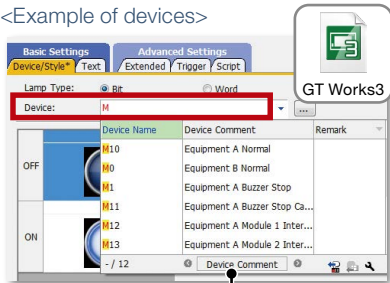 <Example of devices>
Basic Settings Advanced Settings
Device/Style* Text Extended Trigger Script
GT Works3
Lamp Type: Bit Word
Device: M ...
Device Name Device Comment Remark
M10 Equipment A Normal
M0 Equipment B Normal
M1 Equipment A Buzzer Stop
M11 Equipment A Buzzer Stop Ca...
M12 Equipment A Module 1 Inter...
M13 Equipment A Module 2 Inter...
OFF
ON
- / 12 Device Comment